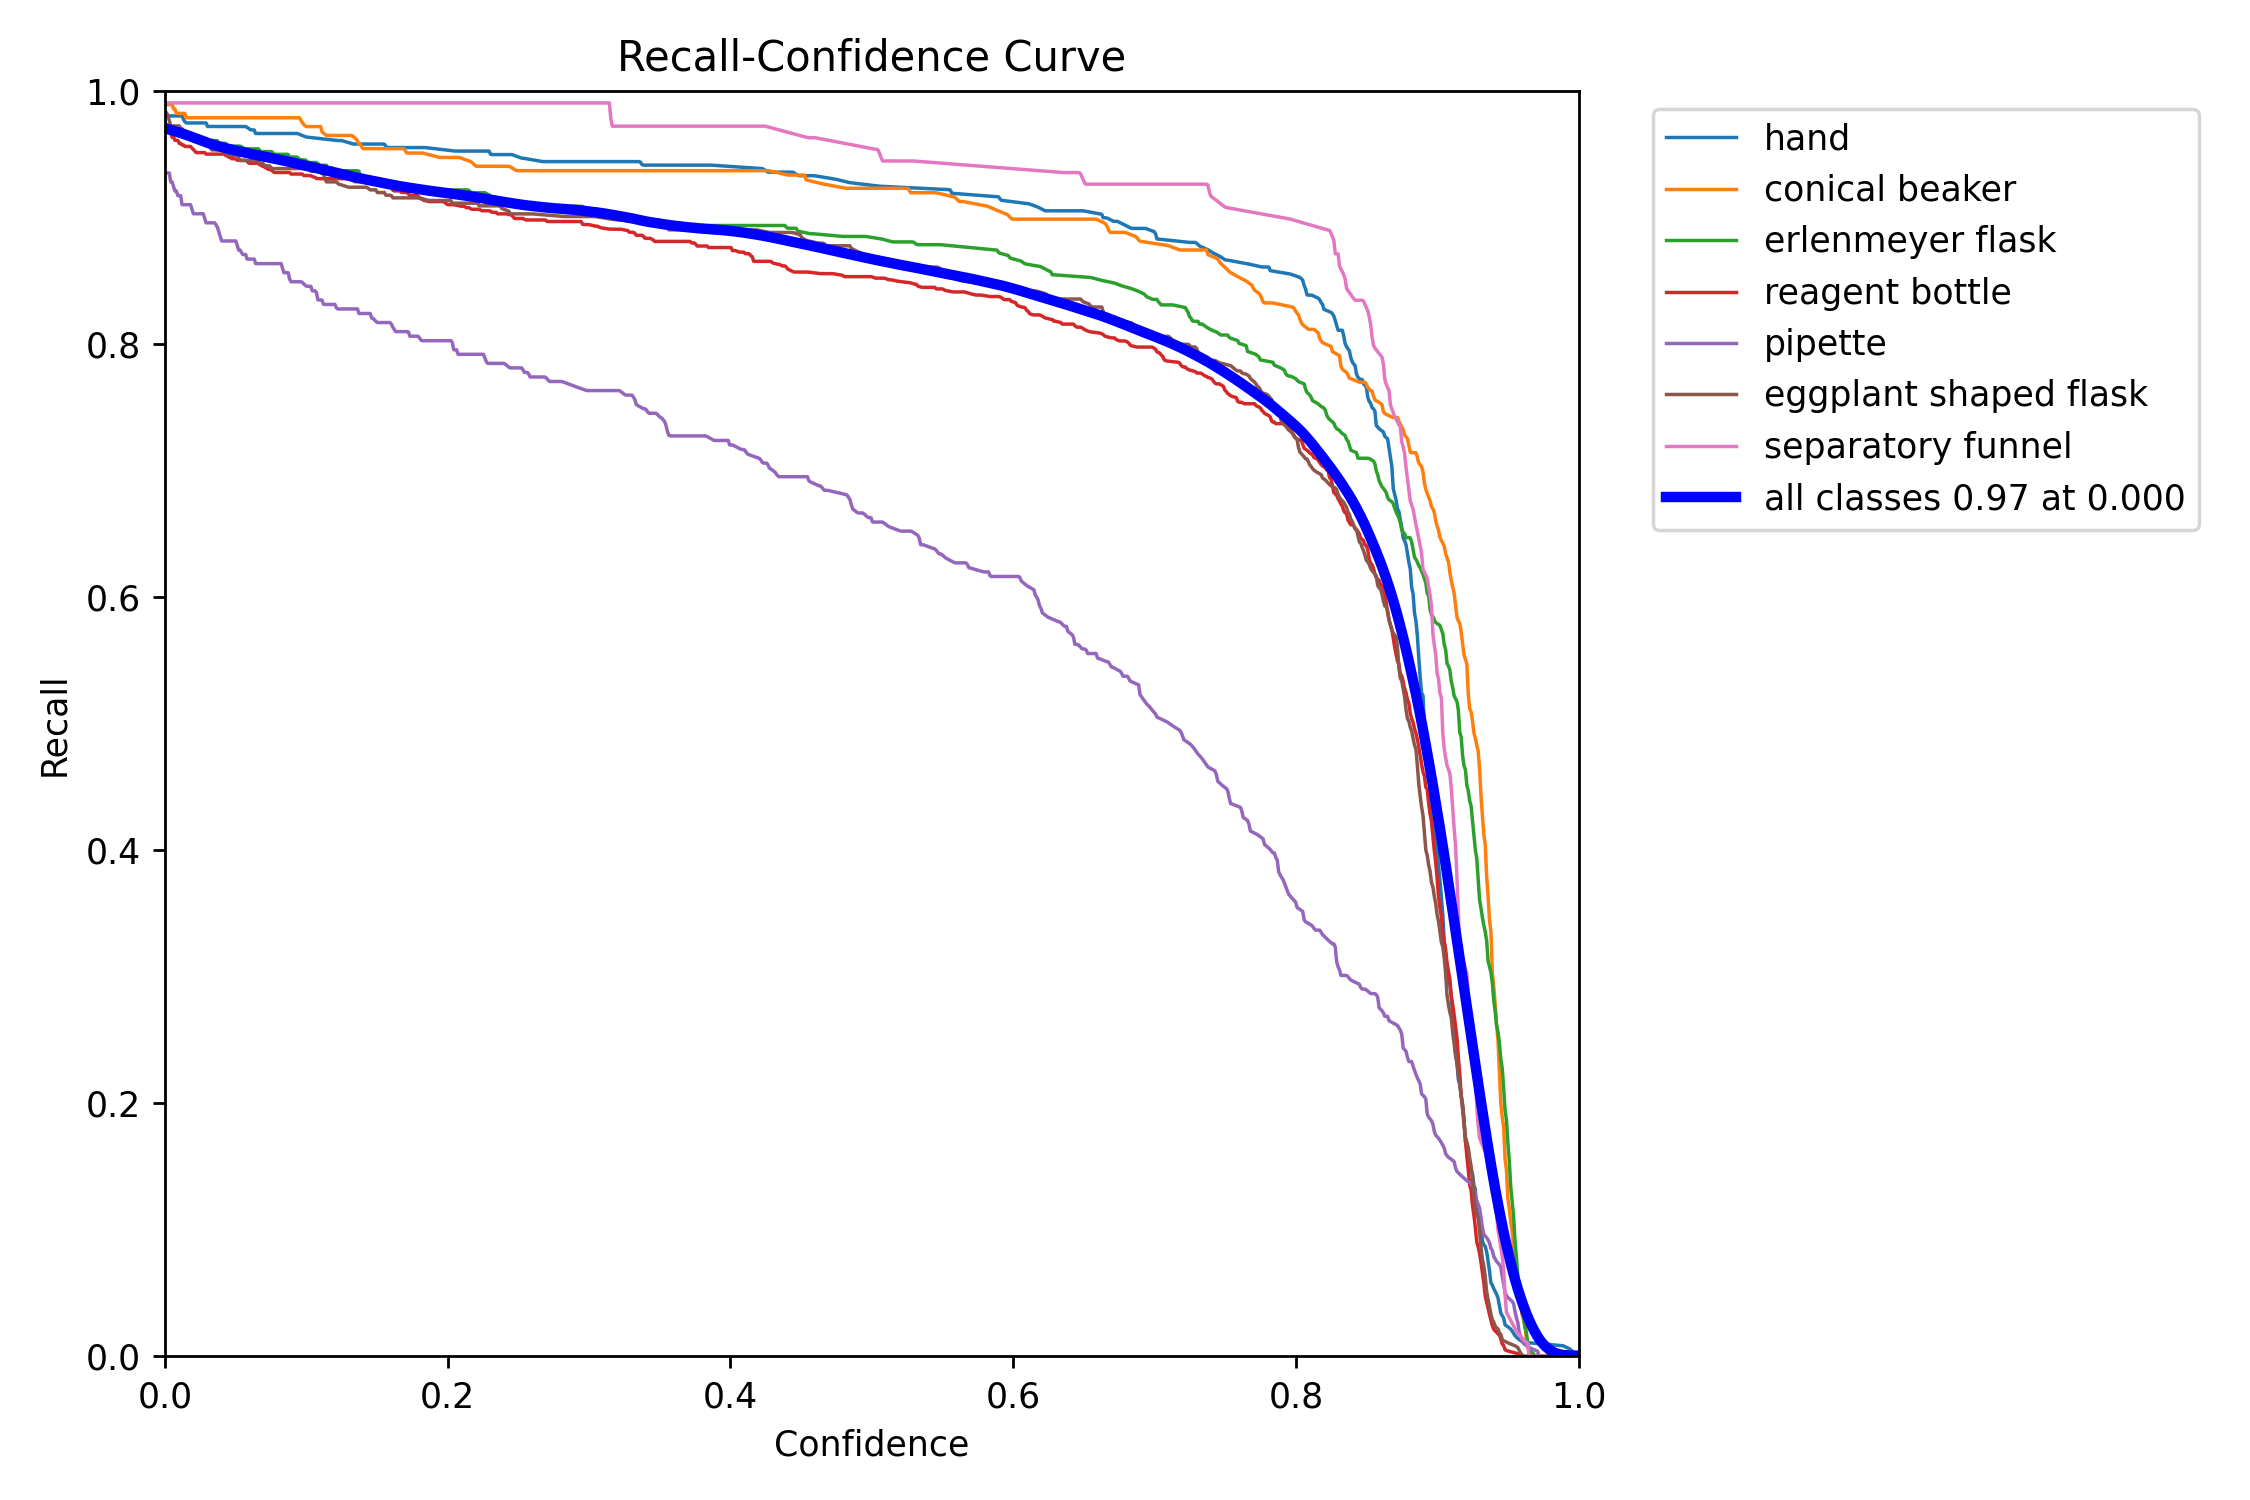 Recall-Confidence Curve
1.0
0.8
0.6
0.4
0.2
0.0
Recall
0.0 0.2 0.4 0.6 0.8 1.0
Confidence
hand
conical beaker
erlenmeyer flask
reagent bottle
pipette
eggplant shaped flask
separatory funnel
all classes 0.97 at 0.000